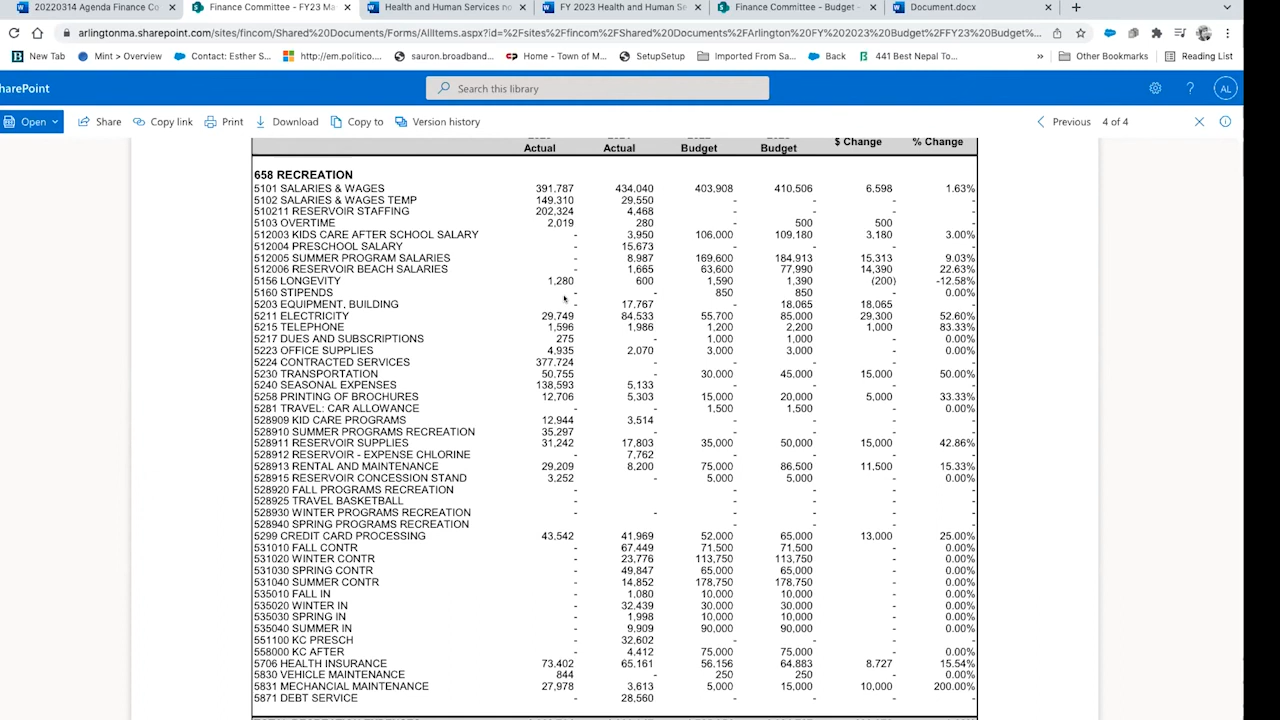 20220314 Agenda Finance Co
Finance Committee - FY23 Ma
Health and Human Services no
FY 2023 Health and Human Se
Finance Committee - Budget -
Document.docx
arlingtonma.sharepoint.com/sites/fincom/Shared%20Documents/Forms/AllItems.aspx?id=%2Fsites%2Ffincom%2FShared%20Documents%2FArlington%20FY%202023%20Budget%2FFY23%20Budget%...
New Tab
Mint > Overview
Contact: Esther S...
http://em.politico....
sauron.broadband...
Home - Town of M...
SetupSetup
Imported From Sa...
Back
441 Best Nepal To...
»
Other Bookmarks
Reading List
harePoint
Search this library
AL
Open
Share
Copy link
Print
Download
Copy to
Version history
Previous
4 of 4
Actual Actual Budget Budget $ Change % Change
658 RECREATION
5101 SALARIES & WAGES 391,787 434,040 403,908 410,506 6,598 1.63%
5102 SALARIES & WAGES TEMP 149,310 29,550 - - - -
510211 RESERVOIR STAFFING 202,324 4,468 - - - -
5103 OVERTIME 2,019 280 - 500 500 -
512003 KIDS CARE AFTER SCHOOL SALARY - 3,950 106,000 109,180 3,180 3.00%
512004 PRESCHOOL SALARY - 15,673 - - - -
512005 SUMMER PROGRAM SALARIES - 8,987 169,600 184,913 15,313 9.03%
512006 RESERVOIR BEACH SALARIES - 1,665 63,600 77,990 14,390 22.63%
5156 LONGEVITY 1,280 600 1,590 1,390 (200) -12.58%
5160 STIPENDS - - 850 850 - 0.00%
5203 EQUIPMENT, BUILDING - 17,767 - 18,065 18,065 -
5211 ELECTRICITY 29,749 84,533 55,700 85,000 29,300 52.60%
5215 TELEPHONE 1,596 1,986 1,200 2,200 1,000 83.33%
5217 DUES AND SUBSCRIPTIONS 275 - 1,000 1,000 - 0.00%
5223 OFFICE SUPPLIES 4,935 2,070 3,000 3,000 - 0.00%
5224 CONTRACTED SERVICES 377,724 - - - -
5230 TRANSPORTATION 50,755 - 30,000 45,000 15,000 50.00%
5240 SEASONAL EXPENSES 138,593 5,133 - - - -
5258 PRINTING OF BROCHURES 12,706 5,303 15,000 20,000 5,000 33.33%
5281 TRAVEL: CAR ALLOWANCE - - 1,500 1,500 - 0.00%
528909 KID CARE PROGRAMS 12,944 3,514 - - - -
528910 SUMMER PROGRAMS RECREATION 35,297 - - - -
528911 RESERVOIR SUPPLIES 31,242 17,803 35,000 50,000 15,000 42.86%
528912 RESERVOIR - EXPENSE CHLORINE - 7,762 - - - -
528913 RENTAL AND MAINTENANCE 29,209 8,200 75,000 86,500 11,500 15.33%
528915 RESERVOIR CONCESSION STAND 3,252 - 5,000 5,000 - 0.00%
528920 FALL PROGRAMS RECREATION - - - - -
528925 TRAVEL BASKETBALL - - - - -
528930 WINTER PROGRAMS RECREATION - - - - - -
528940 SPRING PROGRAMS RECREATION - - - -
5299 CREDIT CARD PROCESSING 43,542 41,969 52,000 65,000 13,000 25.00%
531010 FALL CONTR - 67,449 71,500 71,500 - 0.00%
531020 WINTER CONTR - 23,776 113,750 113,750 - 0.00%
531030 SPRING CONTR - 49,847 65,000 65,000 - 0.00%
531040 SUMMER CONTR - 14,852 178,750 178,750 - 0.00%
535010 FALL IN - 1,080 10,000 10,000 - 0.00%
535020 WINTER IN - 32,439 30,000 30,000 - 0.00%
535030 SPRING IN - 1,998 10,000 10,000 - 0.00%
535040 SUMMER IN - 9,909 90,000 90,000 - 0.00%
551100 KC PRESCH - 32,602 - - - -
558000 KC AFTER - 4,412 75,000 75,000 - 0.00%
5706 HEALTH INSURANCE 73,402 65,161 56,156 64,883 8,727 15.54%
5830 VEHICLE MAINTENANCE 844 - 250 250 - 0.00%
5831 MECHANCIAL MAINTENANCE 27,978 3,613 5,000 15,000 10,000 200.00%
5871 DEBT SERVICE 28,560 - - - -